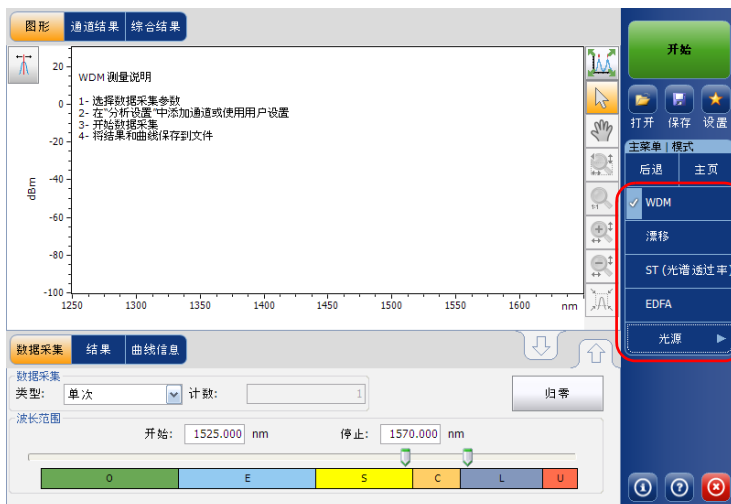 图形 通道结果 综合结果
WDM 测量说明
1- 选择数据采集参数
2- 在"分析设置"中添加通道或使用用户设置
3- 开始数据采集
4- 将结果和曲线保存到文件
20
0
-20
-40
-60
-80
-100
dBm
1250 1300 1350 1400 1450 1500 1550 1600 nm
1:1
开始
打开 保存 设置
主菜单 | 模式
后退 主页
WDM
漂移
ST (光谱透过率)
EDFA
光源
数据采集 结果 曲线信息
数据采集
类型: 单次 计数: 1 归零
波长范围
开始: 1525.000 nm 停止: 1570.000 nm
O E S C L U